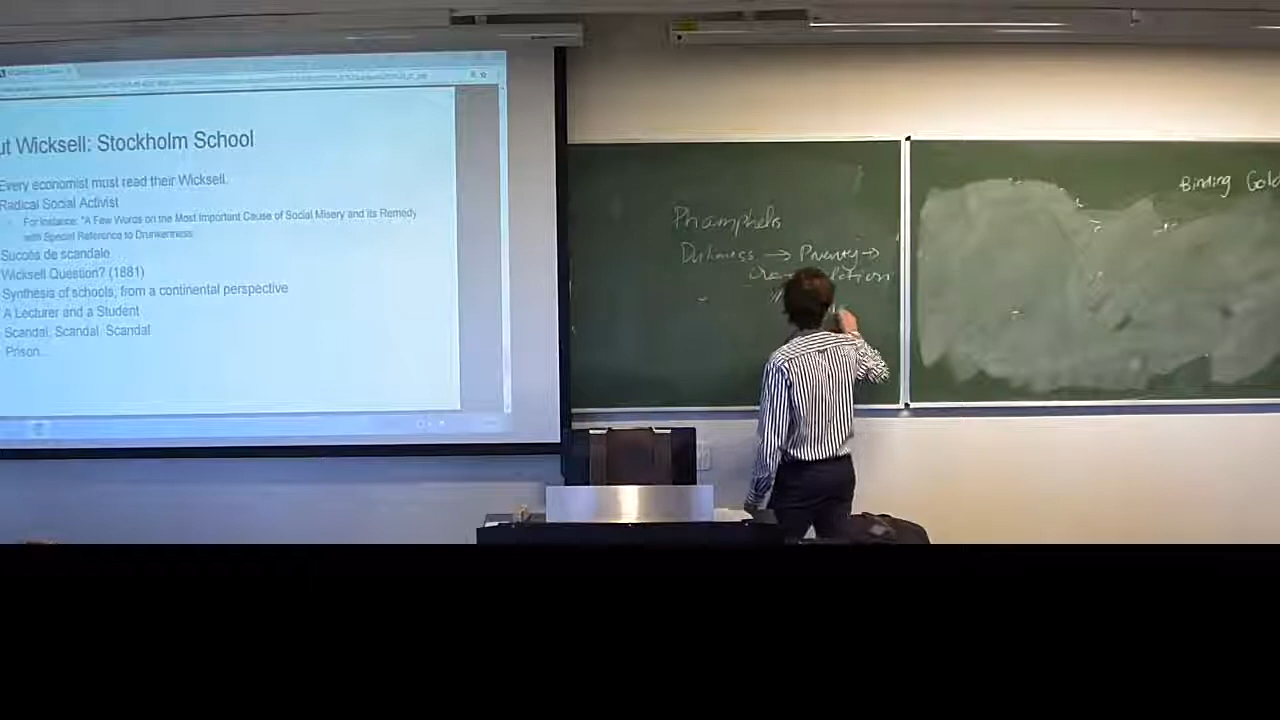 ut Wicksell: Stockholm School
Every economist must read their Wicksell.
Radical Social Activist
For instance: "A Few Words on the Most Important Cause of Social Misery and its Remedy
with Special Reference to Drunkenness
Succès de scandale
Wicksell Question? (1881)
Synthesis of schools, from a continental perspective
A Lecturer and a Student
Scandal, Scandal, Scandal
Prison...
Phamphels
→ →
Binding Gold